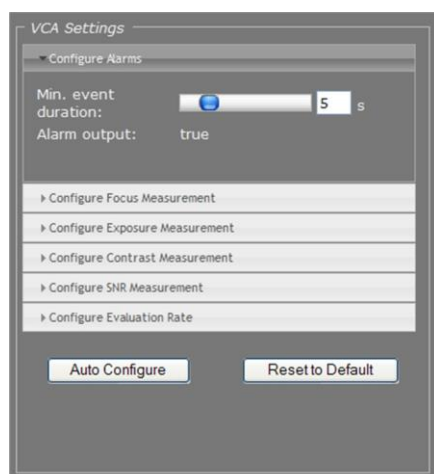 VCA Settings
Configure Alarms
Min. event
duration:
5 s
Alarm output: true
Configure Focus Measurement
Configure Exposure Measurement
Configure Contrast Measurement
Configure SNR Measurement
Configure Evaluation Rate
Auto Configure Reset to Default